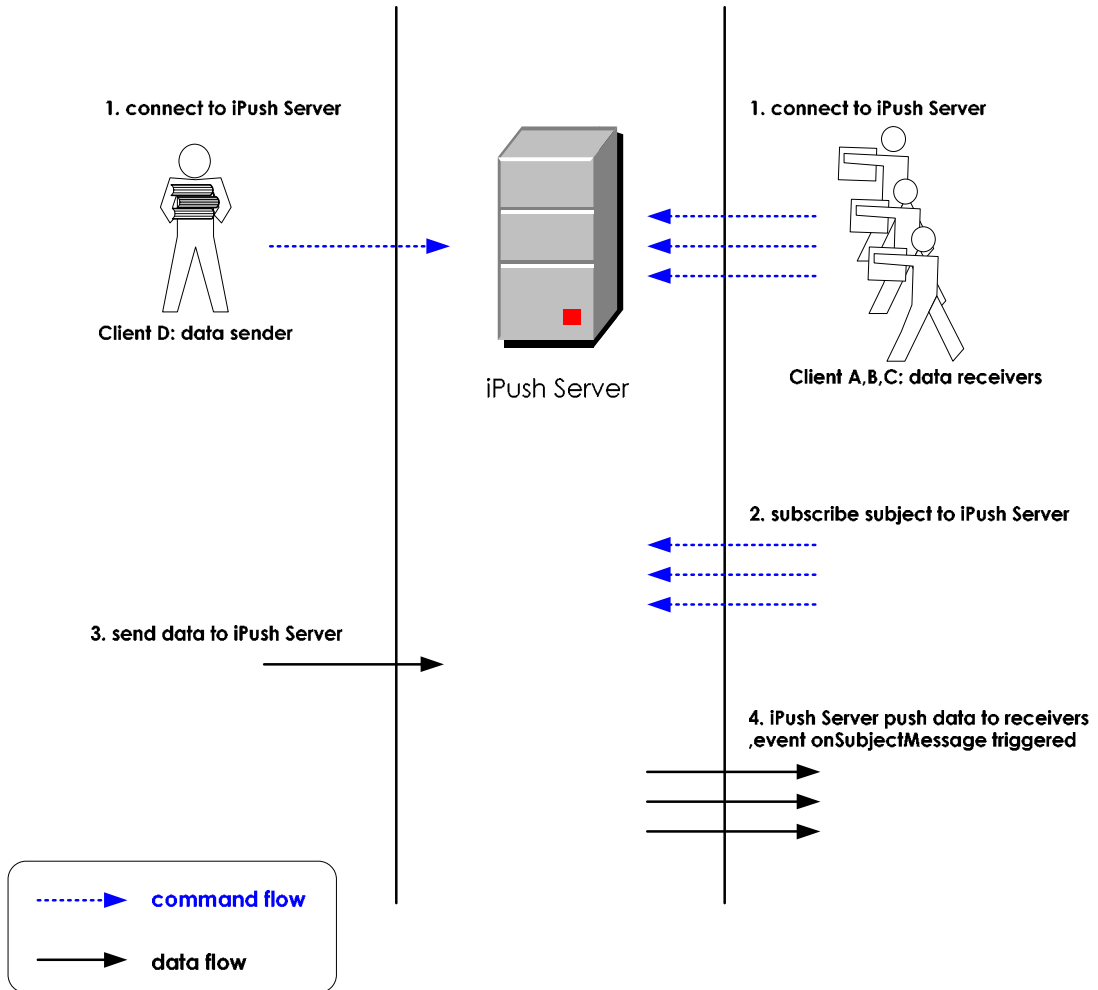 1. connect to iPush Server
1. connect to iPush Server
Client D: data sender
iPush Server
Client A,B,C: data receivers
2. subscribe subject to iPush Server
3. send data to iPush Server
4. iPush Server push data to receivers
,event onSubjectMessage triggered
command flow
data flow